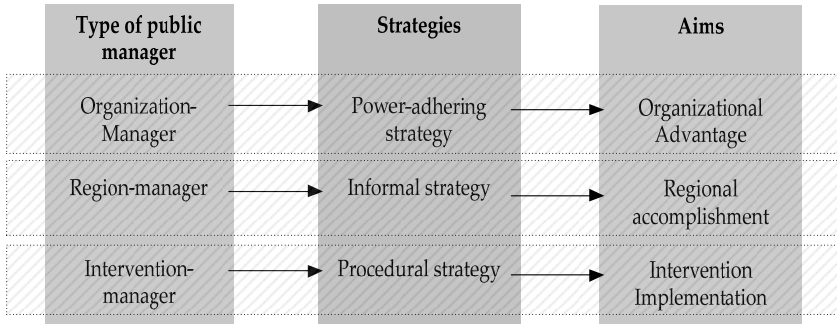 Type of public
manager
Strategies
Aims
Organization-
Manager
Power-adhering
strategy
Organizational
Advantage
Region-manager
Informal strategy
Regional
accomplishment
Intervention-
manager
Procedural strategy
Intervention
Implementation